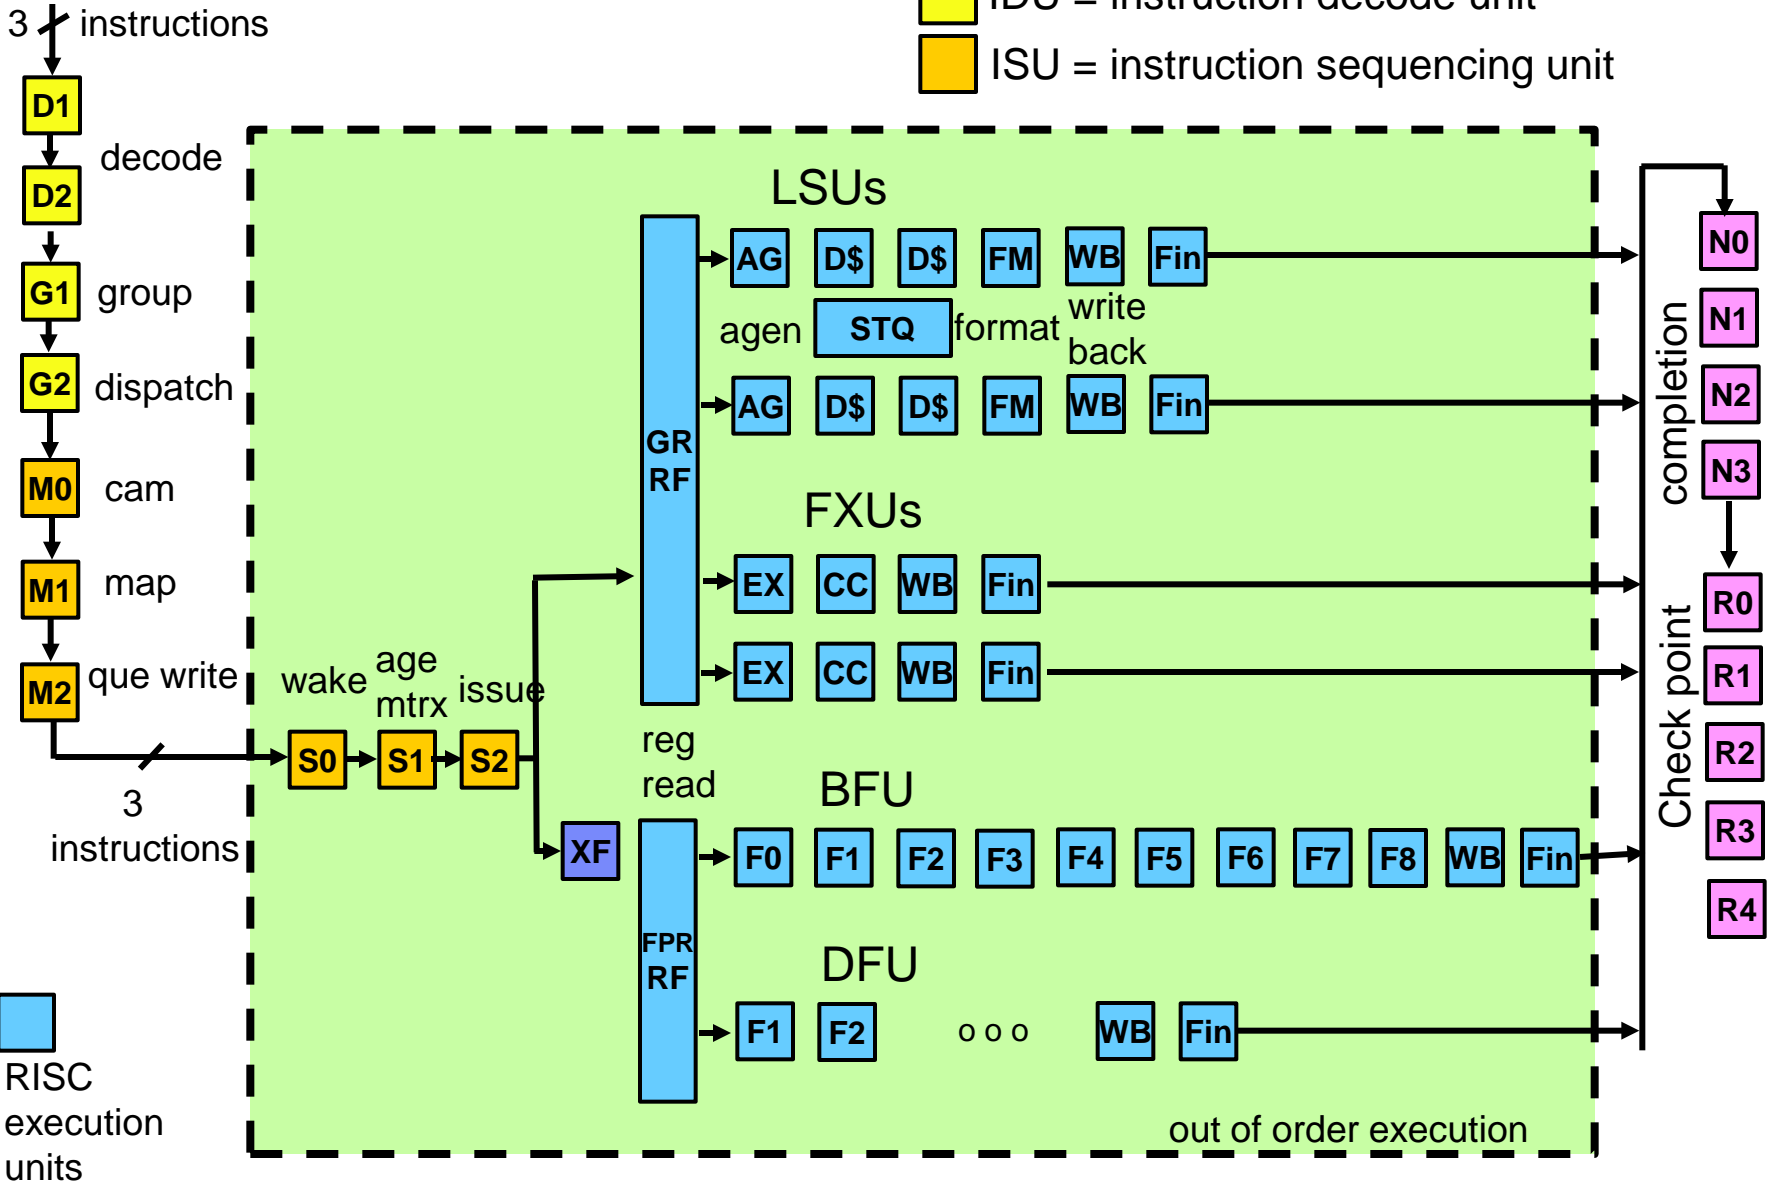 3 instructions
IDU = instruction decode unit
ISU = instruction sequencing unit
D1
decode
D2
G1 group
G2 dispatch
M0 cam
M1 map
M2 que write
3
instructions
wake
age
mtrx
issue
S0 S1 S2
XF
GR
RF
reg
read
FPR
RF
LSUs
AG D$ D$ FM WB Fin
agen STQ format
write
back
AG D$ D$ FM WB Fin
FXUs
EX CC WB Fin
EX CC WB Fin
BFU
F0 F1 F2 F3 F4 F5 F6 F7 F8 WB Fin
DFU
F1 F2 o o o WB Fin
out of order execution
completion
N0
N1
N2
N3
Check point
R0
R1
R2
R3
R4
RISC
execution
units